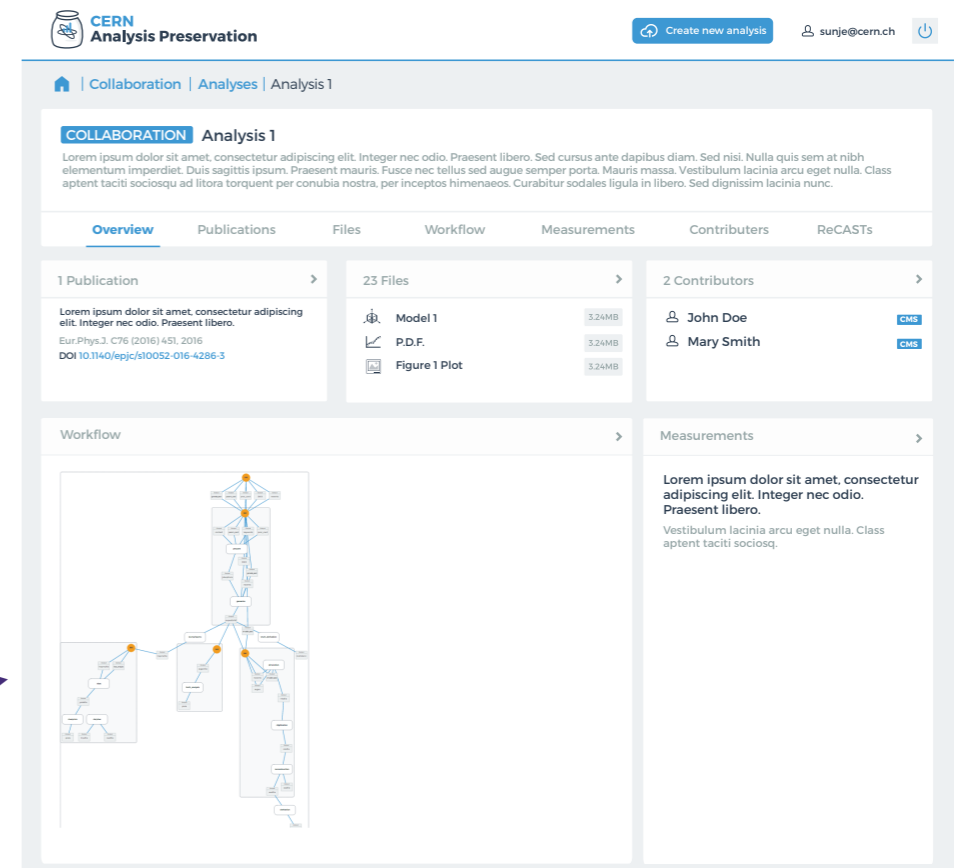 CERN
Analysis Preservation
Create new analysis
sunje@cern.ch
| Collaboration | Analyses | Analysis 1
COLLABORATION Analysis 1
Lorem ipsum dolor sit amet, consectetur adipiscing elit. Integer nec odio. Praesent libero. Sed cursus ante dapibus diam. Sed nisi. Nulla quis sem at nibh
elementum imperdiet. Duis sagittis ipsum. Praesent mauris. Fusce nec tellus sed augue semper porta. Mauris massa. Vestibulum lacinia arcu eget nulla. Class
aptent taciti sociosqu ad litora torquent per conubia nostra, per inceptos himenaeos. Curabitur sodales ligula in libero. Sed dignissim lacinia nunc.
Overview Publications Files Workflow Measurements Contributers ReCASTs
1 Publication
Lorem ipsum dolor sit amet, consectetur adipiscing
elit. Integer nec odio. Praesent libero.
Eur.Phys.J. C76 (2016) 451, 2016
DOI 10.1140/epjc/s10052-016-4286-3
23 Files
Model 1 3.24MB
P.D.F. 3.24MB
Figure 1 Plot 3.24MB
2 Contributors
John Doe CMS
Mary Smith CMS
Workflow
Measurements
Lorem ipsum dolor sit amet, consectetur
adipiscing elit. Integer nec odio.
Praesent libero.
Vestibulum lacinia arcu eget nulla. Class
aptent taciti sociosq.